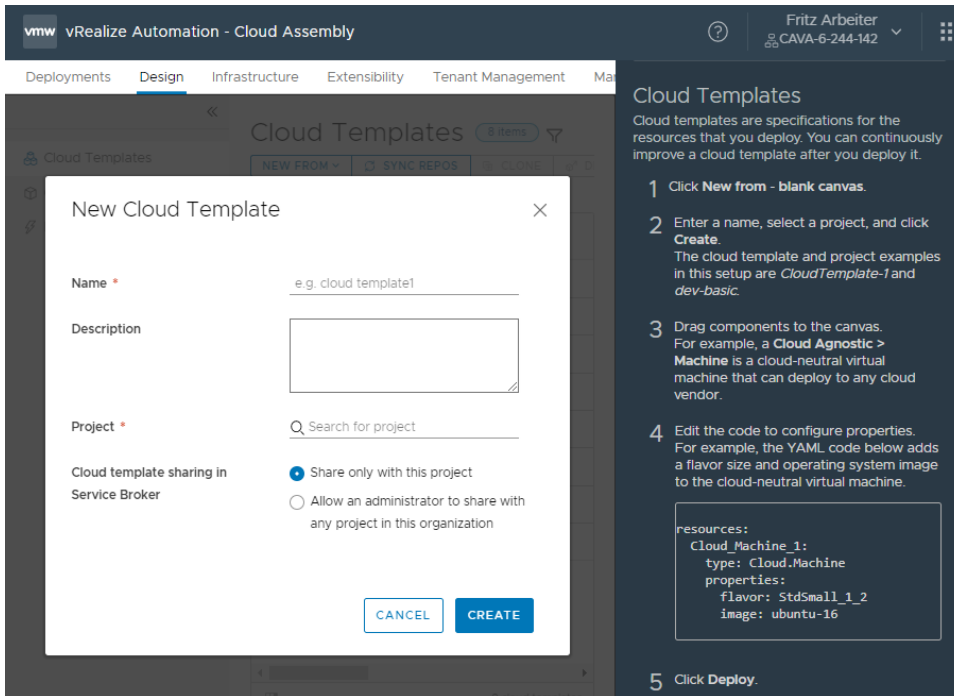 vmw vRealize Automation - Cloud Assembly
Fritz Arbeiter
CAVA-6-244-142
Deployments Design Infrastructure Extensibility Tenant Management Mar
Cloud Templates
Cloud Templates 8 items
NEW FROM SYNC REPOS CLONE
New Cloud Template
Name *
e.g. cloud template1
Description
Project *
Search for project
Cloud template sharing in
Service Broker
Share only with this project
Allow an administrator to share with
any project in this organization
CANCEL CREATE
Cloud Templates
Cloud templates are specifications for the
resources that you deploy. You can continuously
improve a cloud template after you deploy it.
1 Click New from - blank canvas.
2 Enter a name, select a project, and click
Create.
The cloud template and project examples
in this setup are CloudTemplate-1 and
dev-basic.
3 Drag components to the canvas.
For example, a Cloud Agnostic >
Machine is a cloud-neutral virtual
machine that can deploy to any cloud
vendor.
4 Edit the code to configure properties.
For example, the YAML code below adds
a flavor size and operating system image
to the cloud-neutral virtual machine.
resources:
Cloud_Machine_1:
type: Cloud.Machine
properties:
flavor: StdSmall_1_2
image: ubuntu-16
5 Click Deploy.